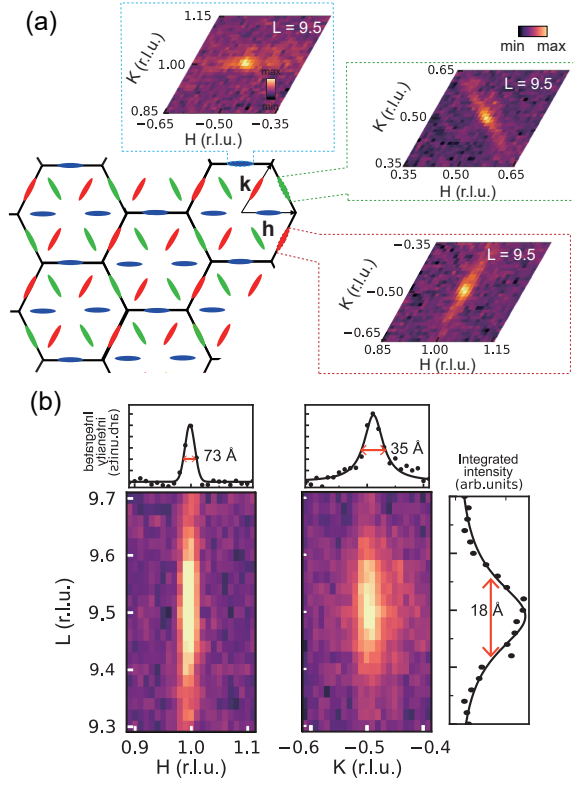 (a)
1.15
1.00
0.85
K (r.l.u.)
L = 9.5
max
min
−0.65
−0.50
−0.35
H (r.l.u.)
min max
0.65
0.50
0.35
K (r.l.u.)
L = 9.5
0.35
0.50
0.65
H (r.l.u.)
k
h
−0.35
−0.50
−0.65
K (r.l.u.)
L = 9.5
0.85
1.00
1.15
H (r.l.u.)
(b)
Integrated
intensity
(arb.units)
73 Å
35 Å
Integrated
intensity
(arb.units)
9.7
9.6
9.5
9.4
9.3
L (r.l.u.)
18 Å
0.9
1.0
1.1
H (r.l.u.)
−0.6
−0.5
−0.4
K (r.l.u.)